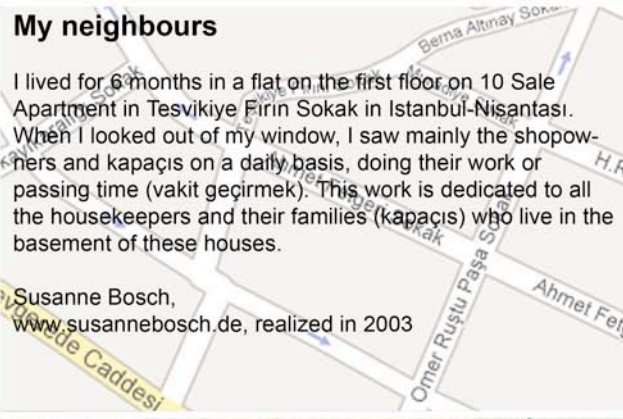 My neighbours
I lived for 6 months in a flat on the first floor on 10 Sale
Apartment in Tesvikiye Firin Sokak in Istanbul-Nisantası.
When I looked out of my window, I saw mainly the shopow-
ners and kapaçıs on a daily basis, doing their work or
passing time (vakit geçirmek). This work is dedicated to all
the housekeepers and their families (kapaçıs) who live in the
basement of these houses.
Susanne Bosch,
www.susannebosch.de, realized in 2003
Berna Altınay
Sokak
Ömer Rüştü Paşa
Ahmet
Caddesi